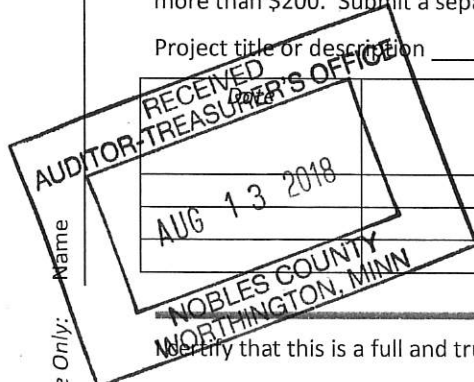 more than $200. Submit a sepa
Project title or description
Date
RECEIVED
AUDITOR-TREASURER'S OFFICE
AUG 13 2018
NOBLES COUNTY
WORTHINGTON, MINN
I certify that this is a full and tru
Name
e Only: